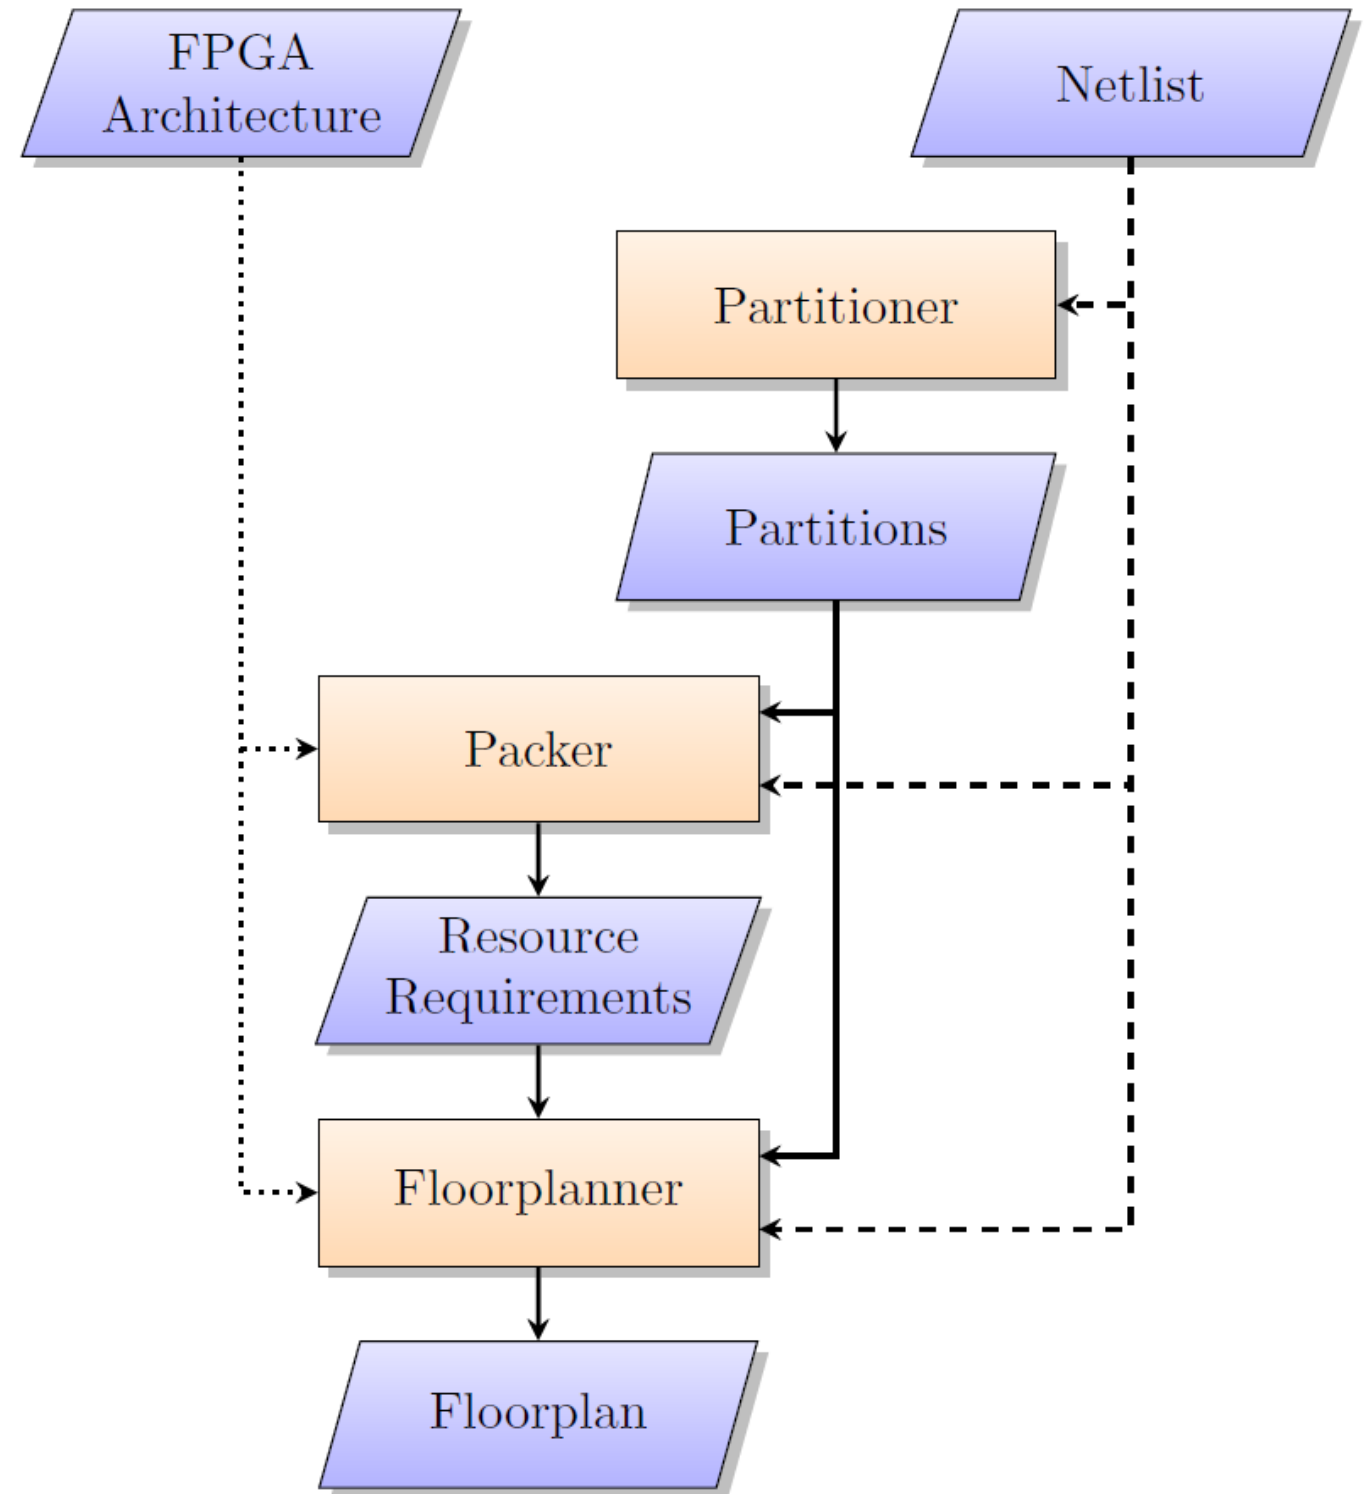 FPGA
Architecture
Netlist
Partitioner
Partitions
Packer
Resource
Requirements
Floorplanner
Floorplan